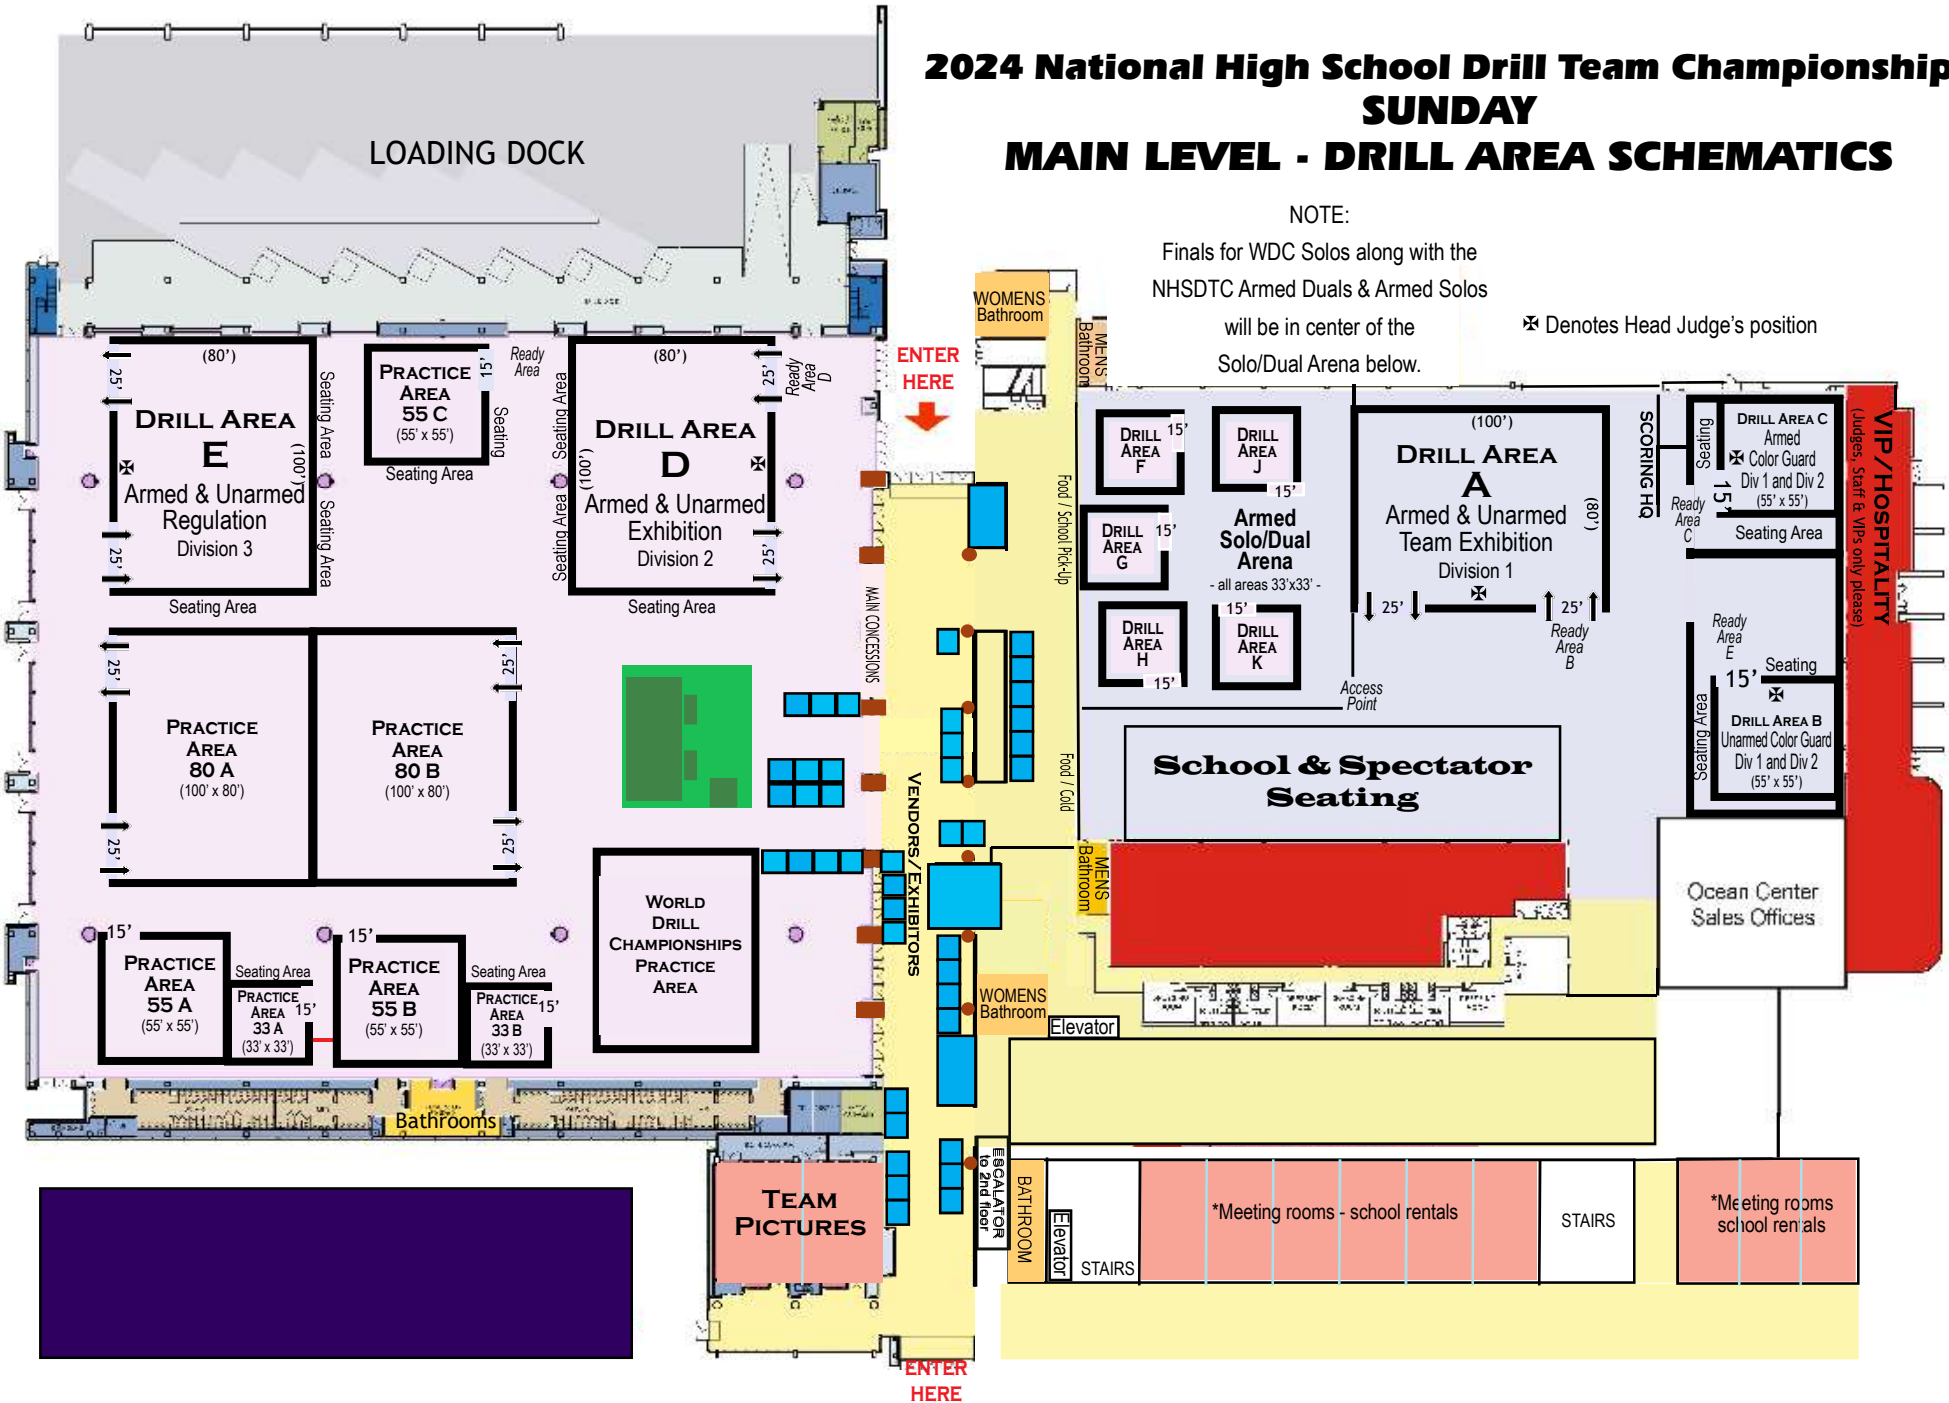 2024 National High School Drill Team Championship
SUNDAY
MAIN LEVEL - DRILL AREA SCHEMATICS
LOADING DOCK
NOTE:
Finals for WDC Solos along with the
NHSDTC Armed Duals & Armed Solos
will be in center of the
Solo/Dual Arena below.
✠ Denotes Head Judge's position
WOMENS
Bathroom
MENS
Bathroom
ENTER
HERE
(80')
25'
DRILL AREA
E
(100')
Armed & Unarmed
Regulation
Division 3
25'
Seating Area
Seating Area
Seating Area
PRACTICE
AREA
55 C
(55' x 55')
15'
Seating
Seating Area
Ready
Area
(80')
25'
Ready
Area
D
DRILL AREA
D
(100')
Armed & Unarmed
Exhibition
Division 2
25'
Seating Area
Seating Area
Seating Area
MAIN CONCESSIONS
Food / School Pick-Up
DRILL
AREA
F
15'
DRILL
AREA
J
15'
DRILL
AREA
G
15'
Armed
Solo/Dual
Arena
- all areas 33'x33' -
DRILL
AREA
H
15'
15'
DRILL
AREA
K
(100')
DRILL AREA
A
Armed & Unarmed
Team Exhibition
Division 1
(80')
25'
25'
Ready
Area
B
Access
Point
SCORING HQ
Seating
DRILL AREA C
Armed
Color Guard
Div 1 and Div 2
(55' x 55')
15'
Ready
Area
C
Seating Area
VIP/HOSPITALITY
(Judges, Staff & VIPs only please)
Ready
Area
E
15'
Seating
Seating Area
DRILL AREA B
Unarmed Color Guard
Div 1 and Div 2
(55' x 55')
25'
25'
PRACTICE
AREA
80 A
(100' x 80')
PRACTICE
AREA
80 B
(100' x 80')
25'
25'
Food / Cold
School & Spectator
Seating
VENDORS/EXHIBITORS
MENS
Bathroom
Ocean Center
Sales Offices
WORLD
DRILL
CHAMPIONSHIPS
PRACTICE
AREA
15'
PRACTICE
AREA
55 A
(55' x 55')
Seating Area
PRACTICE
AREA
33 A
(33' x 33')
15'
15'
PRACTICE
AREA
55 B
(55' x 55')
Seating Area
PRACTICE
AREA
33 B
(33' x 33')
15'
WOMENS
Bathroom
Elevator
Bathrooms
TEAM
PICTURES
ESCALATOR
to 2nd floor
BATHROOM
Elevator
STAIRS
*Meeting rooms - school rentals
STAIRS
*Meeting rooms
school rentals
ENTER
HERE